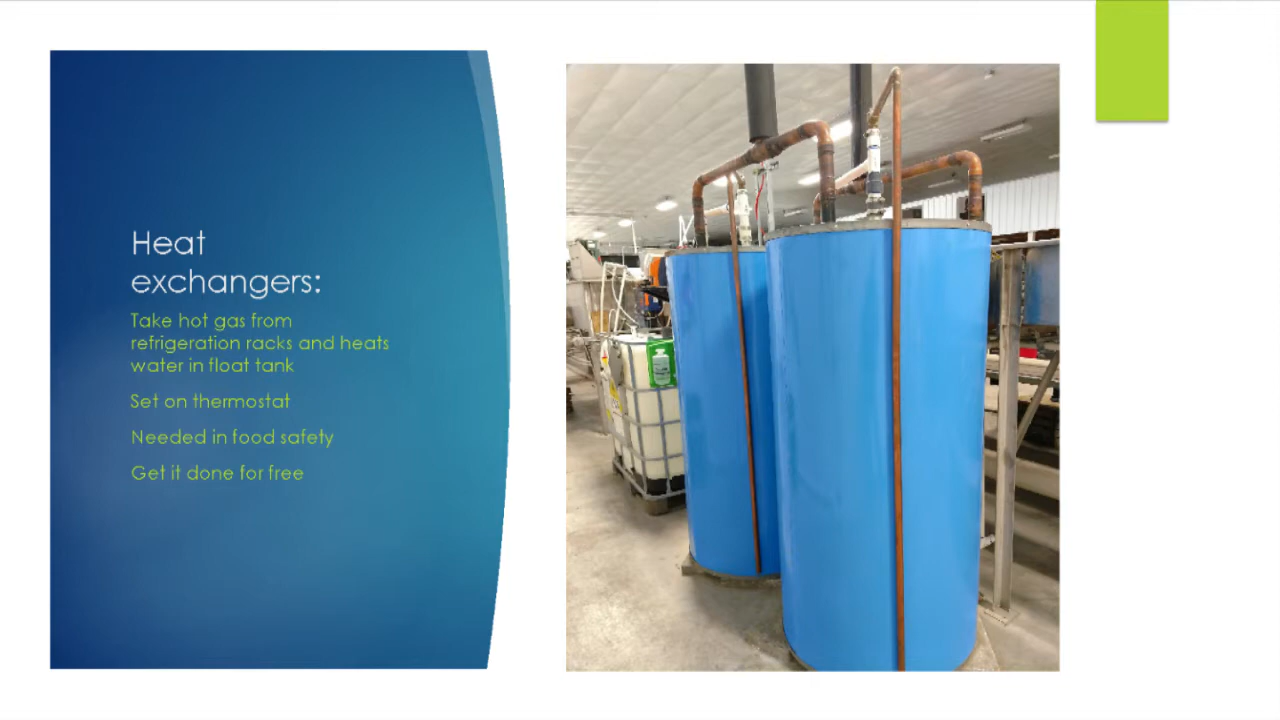 Heat
exchangers:
Take hot gas from
refrigeration racks and heats
water in float tank
Set on thermostat
Needed in food safety
Get it done for free